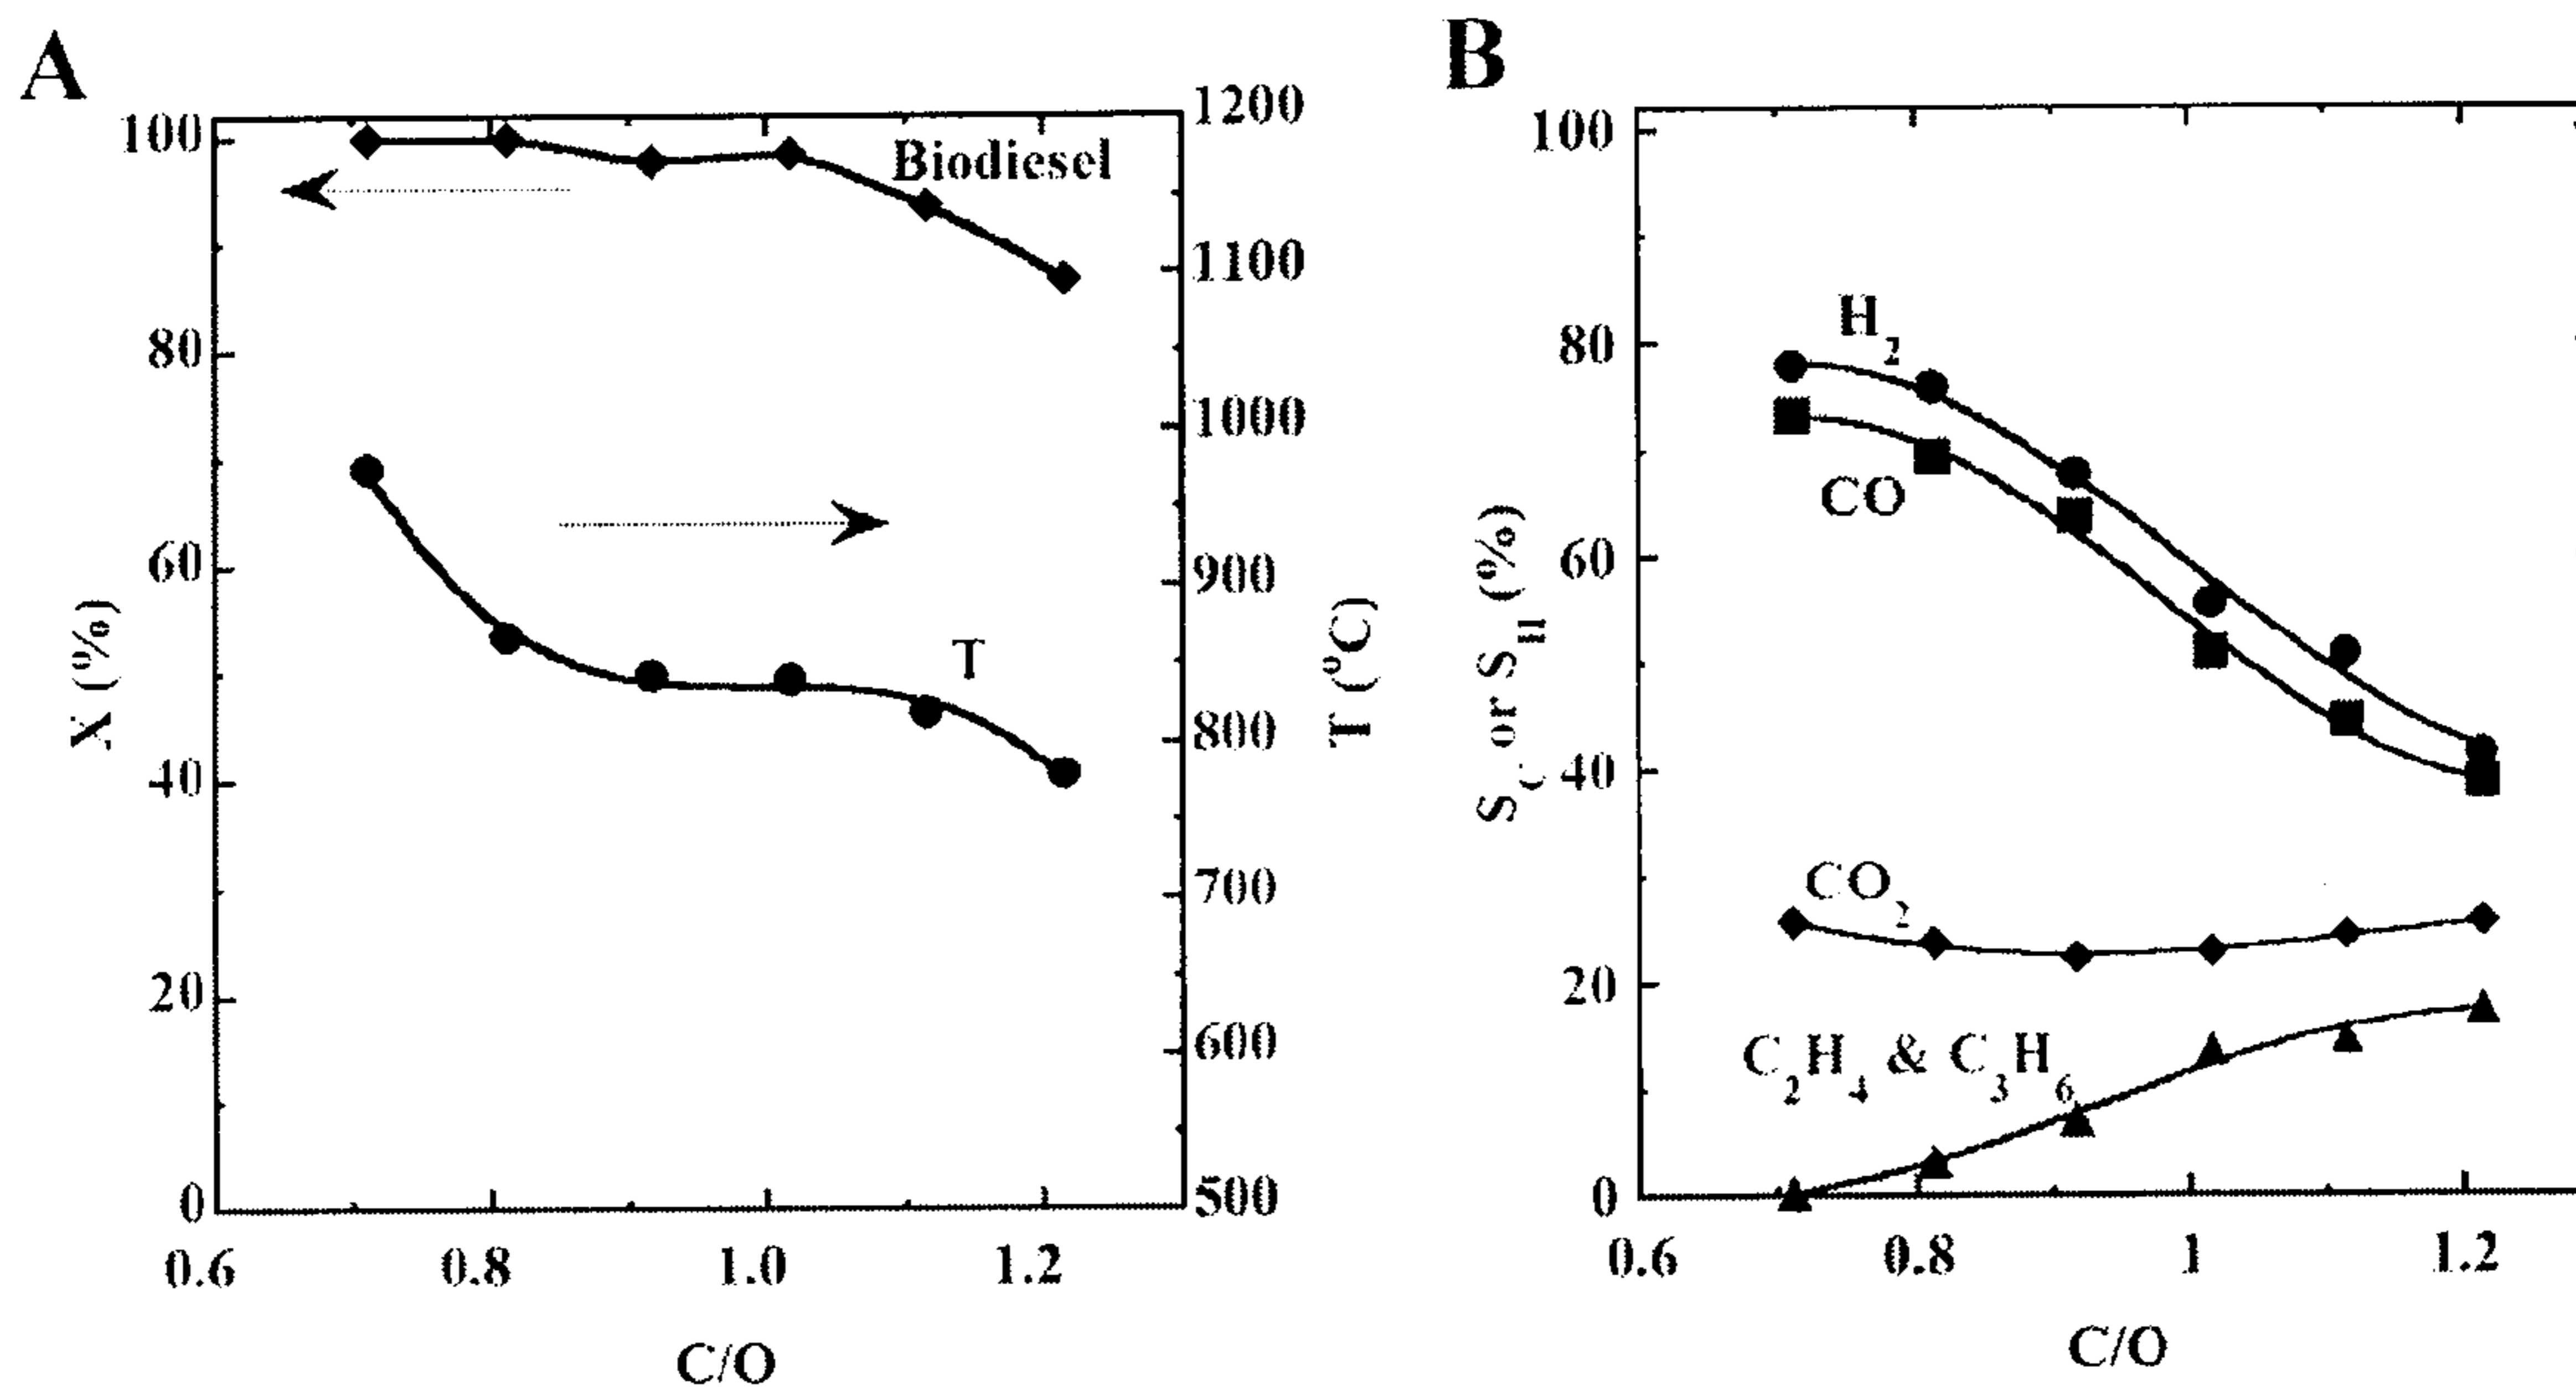 A
B
100
80
60
40
20
0
X (%)
0.6
0.8
1.0
1.2
C/O
Biodiesel
T
1200
1100
1000
900
800
700
600
500
T (°C)
100
80
60
40
20
0
S_C or S_H (%)
H₂
CO
CO₂
C₂H₄ & C₃H₆
0.6
0.8
1
1.2
C/O